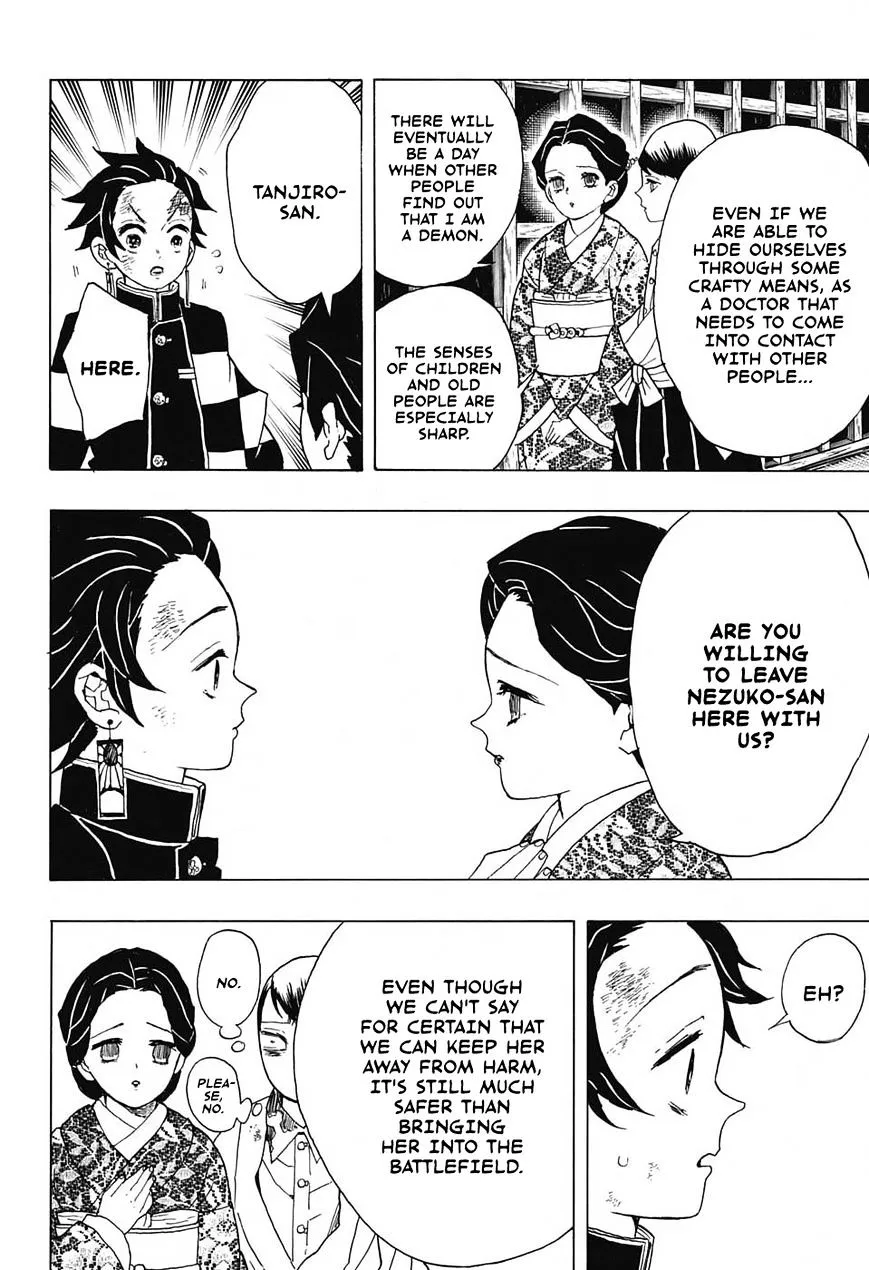 EVEN IF WE
ARE ABLE TO
HIDE OURSELVES
THROUGH SOME
CRAFTY MEANS, AS
A DOCTOR THAT
NEEDS TO COME
INTO CONTACT
WITH OTHER
PEOPLE...
THERE WILL
EVENTUALLY
BE A DAY
WHEN OTHER
PEOPLE
FIND OUT
THAT I AM
A DEMON.
THE SENSES
OF CHILDREN
AND OLD
PEOPLE ARE
ESPECIALLY
SHARP.
TANJIRO-
SAN.
HERE.
ARE YOU
WILLING
TO LEAVE
NEZUKO-SAN
HERE WITH
US?
EH?
EVEN THOUGH
WE CAN'T SAY
FOR CERTAIN THAT
WE CAN KEEP HER
AWAY FROM HARM,
IT'S STILL MUCH
SAFER THAN
BRINGING
HER INTO THE
BATTLEFIELD.
NO.
PLEA-
SE,
NO.